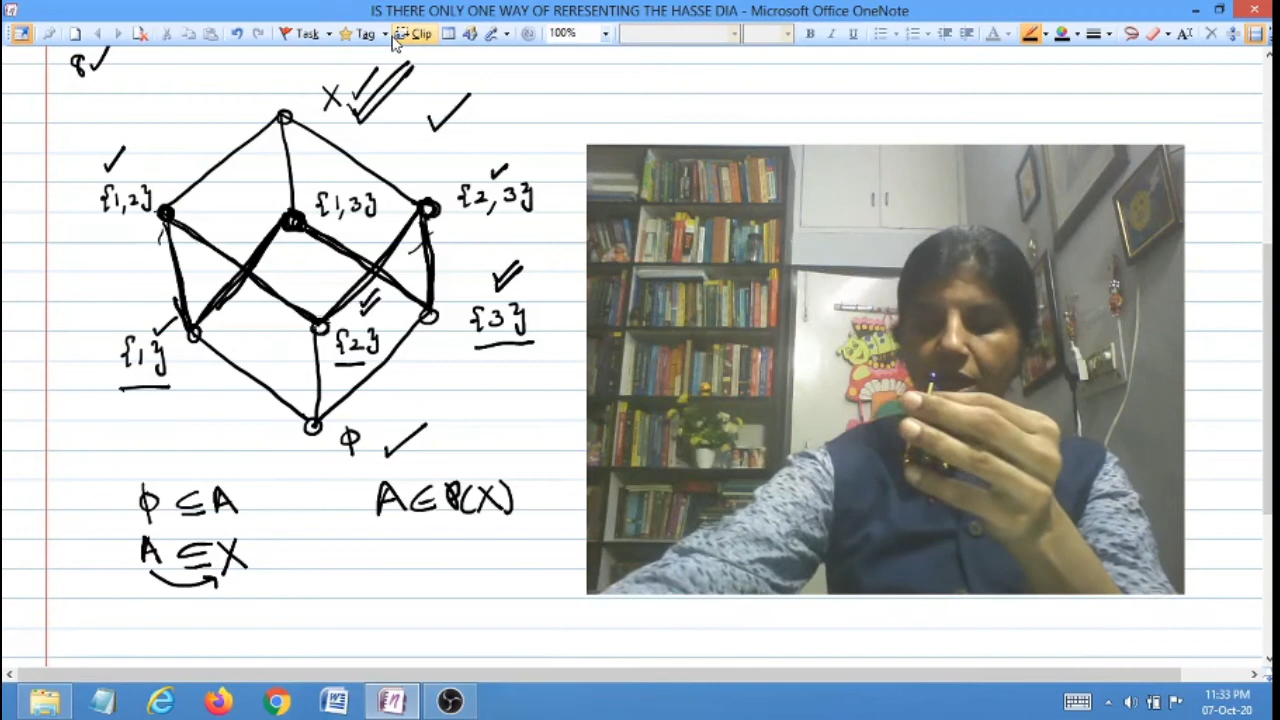 IS THERE ONLY ONE WAY OF RERESENTING THE HASSE DIA - Microsoft Office OneNote
Task Tag Clip 100% B I U
8
X
{1,2} {1,3} {2,3}
{1} {2} {3}
ϕ
ϕ ⊆ A A ∈ P(X)
A ⊆ X
11:33 PM
07-Oct-20